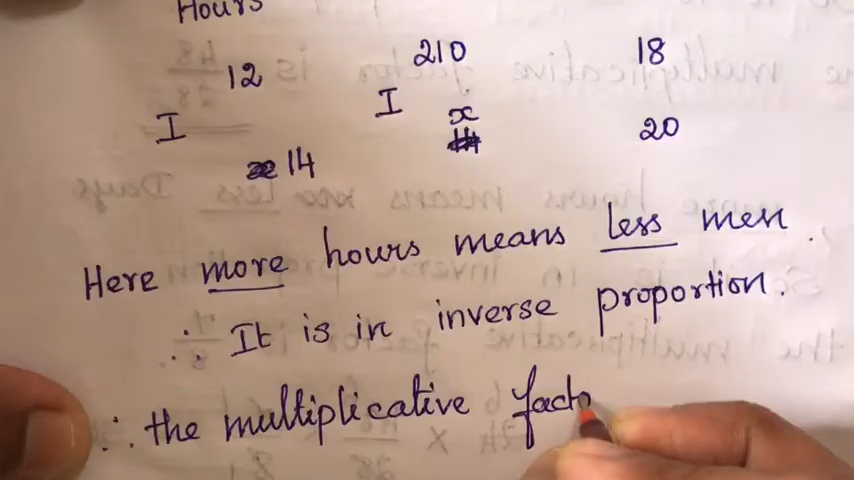 Hours
12 210 18
I I x 20
14
Here more hours means less men.
∴ It is in inverse proportion.
∴ the multiplicative facto